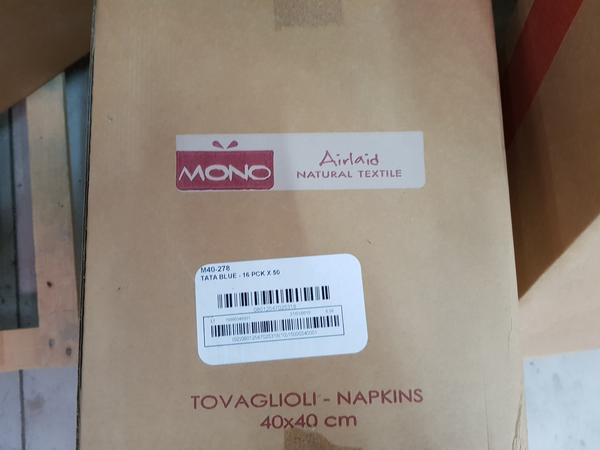 MONO
Airlaid
NATURAL TEXTILE
M40-278
TATA BLUE - 16 PCK X 50
TOVAGLIOLI - NAPKINS
40x40 cm